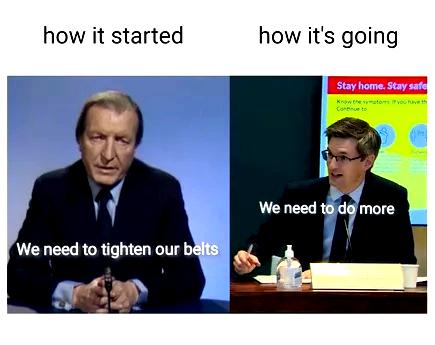 how it started
how it's going
Stay home. Stay safe
Know the symptoms. If you have th
Continue to
We need to tighten our belts
We need to do more